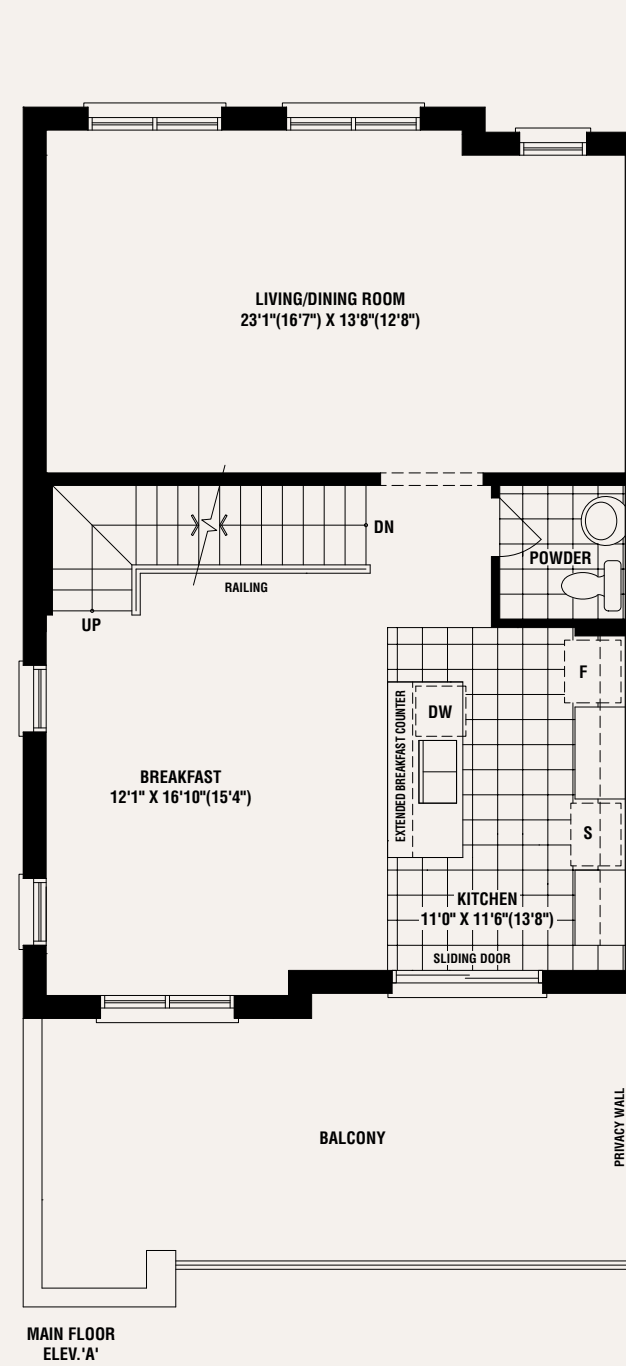 LIVING/DINING ROOM
23'1"(16'7") X 13'8"(12'8")
DN
POWDER
RAILING
UP
F
DW
EXTENDED BREAKFAST COUNTER
BREAKFAST
12'1" X 16'10"(15'4")
S
KITCHEN
11'0" X 11'6"(13'8")
SLIDING DOOR
BALCONY
PRIVACY WALL
MAIN FLOOR
ELEV.'A'